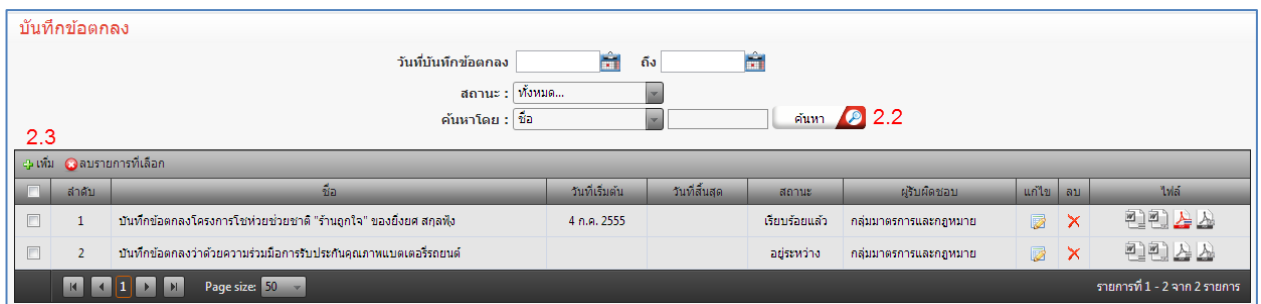 บันทึกข้อตกลง
วันที่บันทึกข้อตกลง ถึง
สถานะ : ทั้งหมด...
ค้นหาโดย : ชื่อ ค้นหา 2.2
2.3
เพิ่ม ลบรายการที่เลือก
ลำดับ ชื่อ วันที่เริ่มต้น วันที่สิ้นสุด สถานะ ผู้รับผิดชอบ แก้ไข ลบ ไฟล์
1 บันทึกข้อตกลงโครงการโชห่วยช่วยชาติ "ร้านถูกใจ" ของยิ่งยศ สกุลพึ่ง 4 ก.ค. 2555 เรียบร้อยแล้ว กลุ่มมาตรการและกฎหมาย
2 บันทึกข้อตกลงว่าด้วยความร่วมมือการรับประกันคุณภาพแบตเตอรี่รถยนต์ อยู่ระหว่าง กลุ่มมาตรการและกฎหมาย
1 Page size: 50 รายการที่ 1 - 2 จาก 2 รายการ